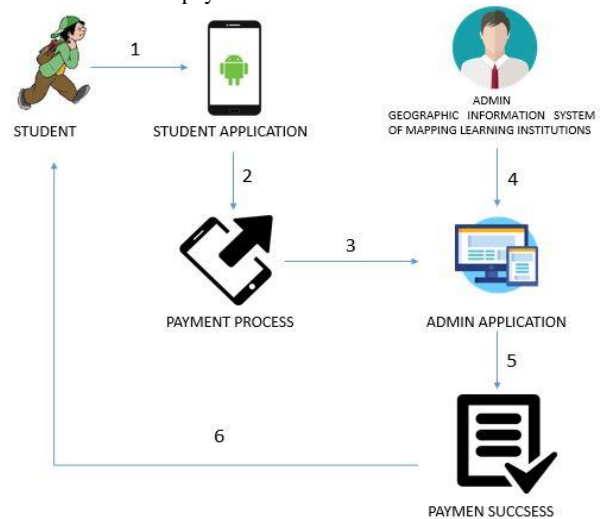 pay
1
STUDENT
STUDENT APPLICATION
ADMIN
GEOGRAPHIC INFORMATION SYSTEM
OF MAPPING LEARNING INSTITUTIONS
2
4
3
PAYMENT PROCESS
ADMIN APPLICATION
5
6
PAYMEN SUCCSESS